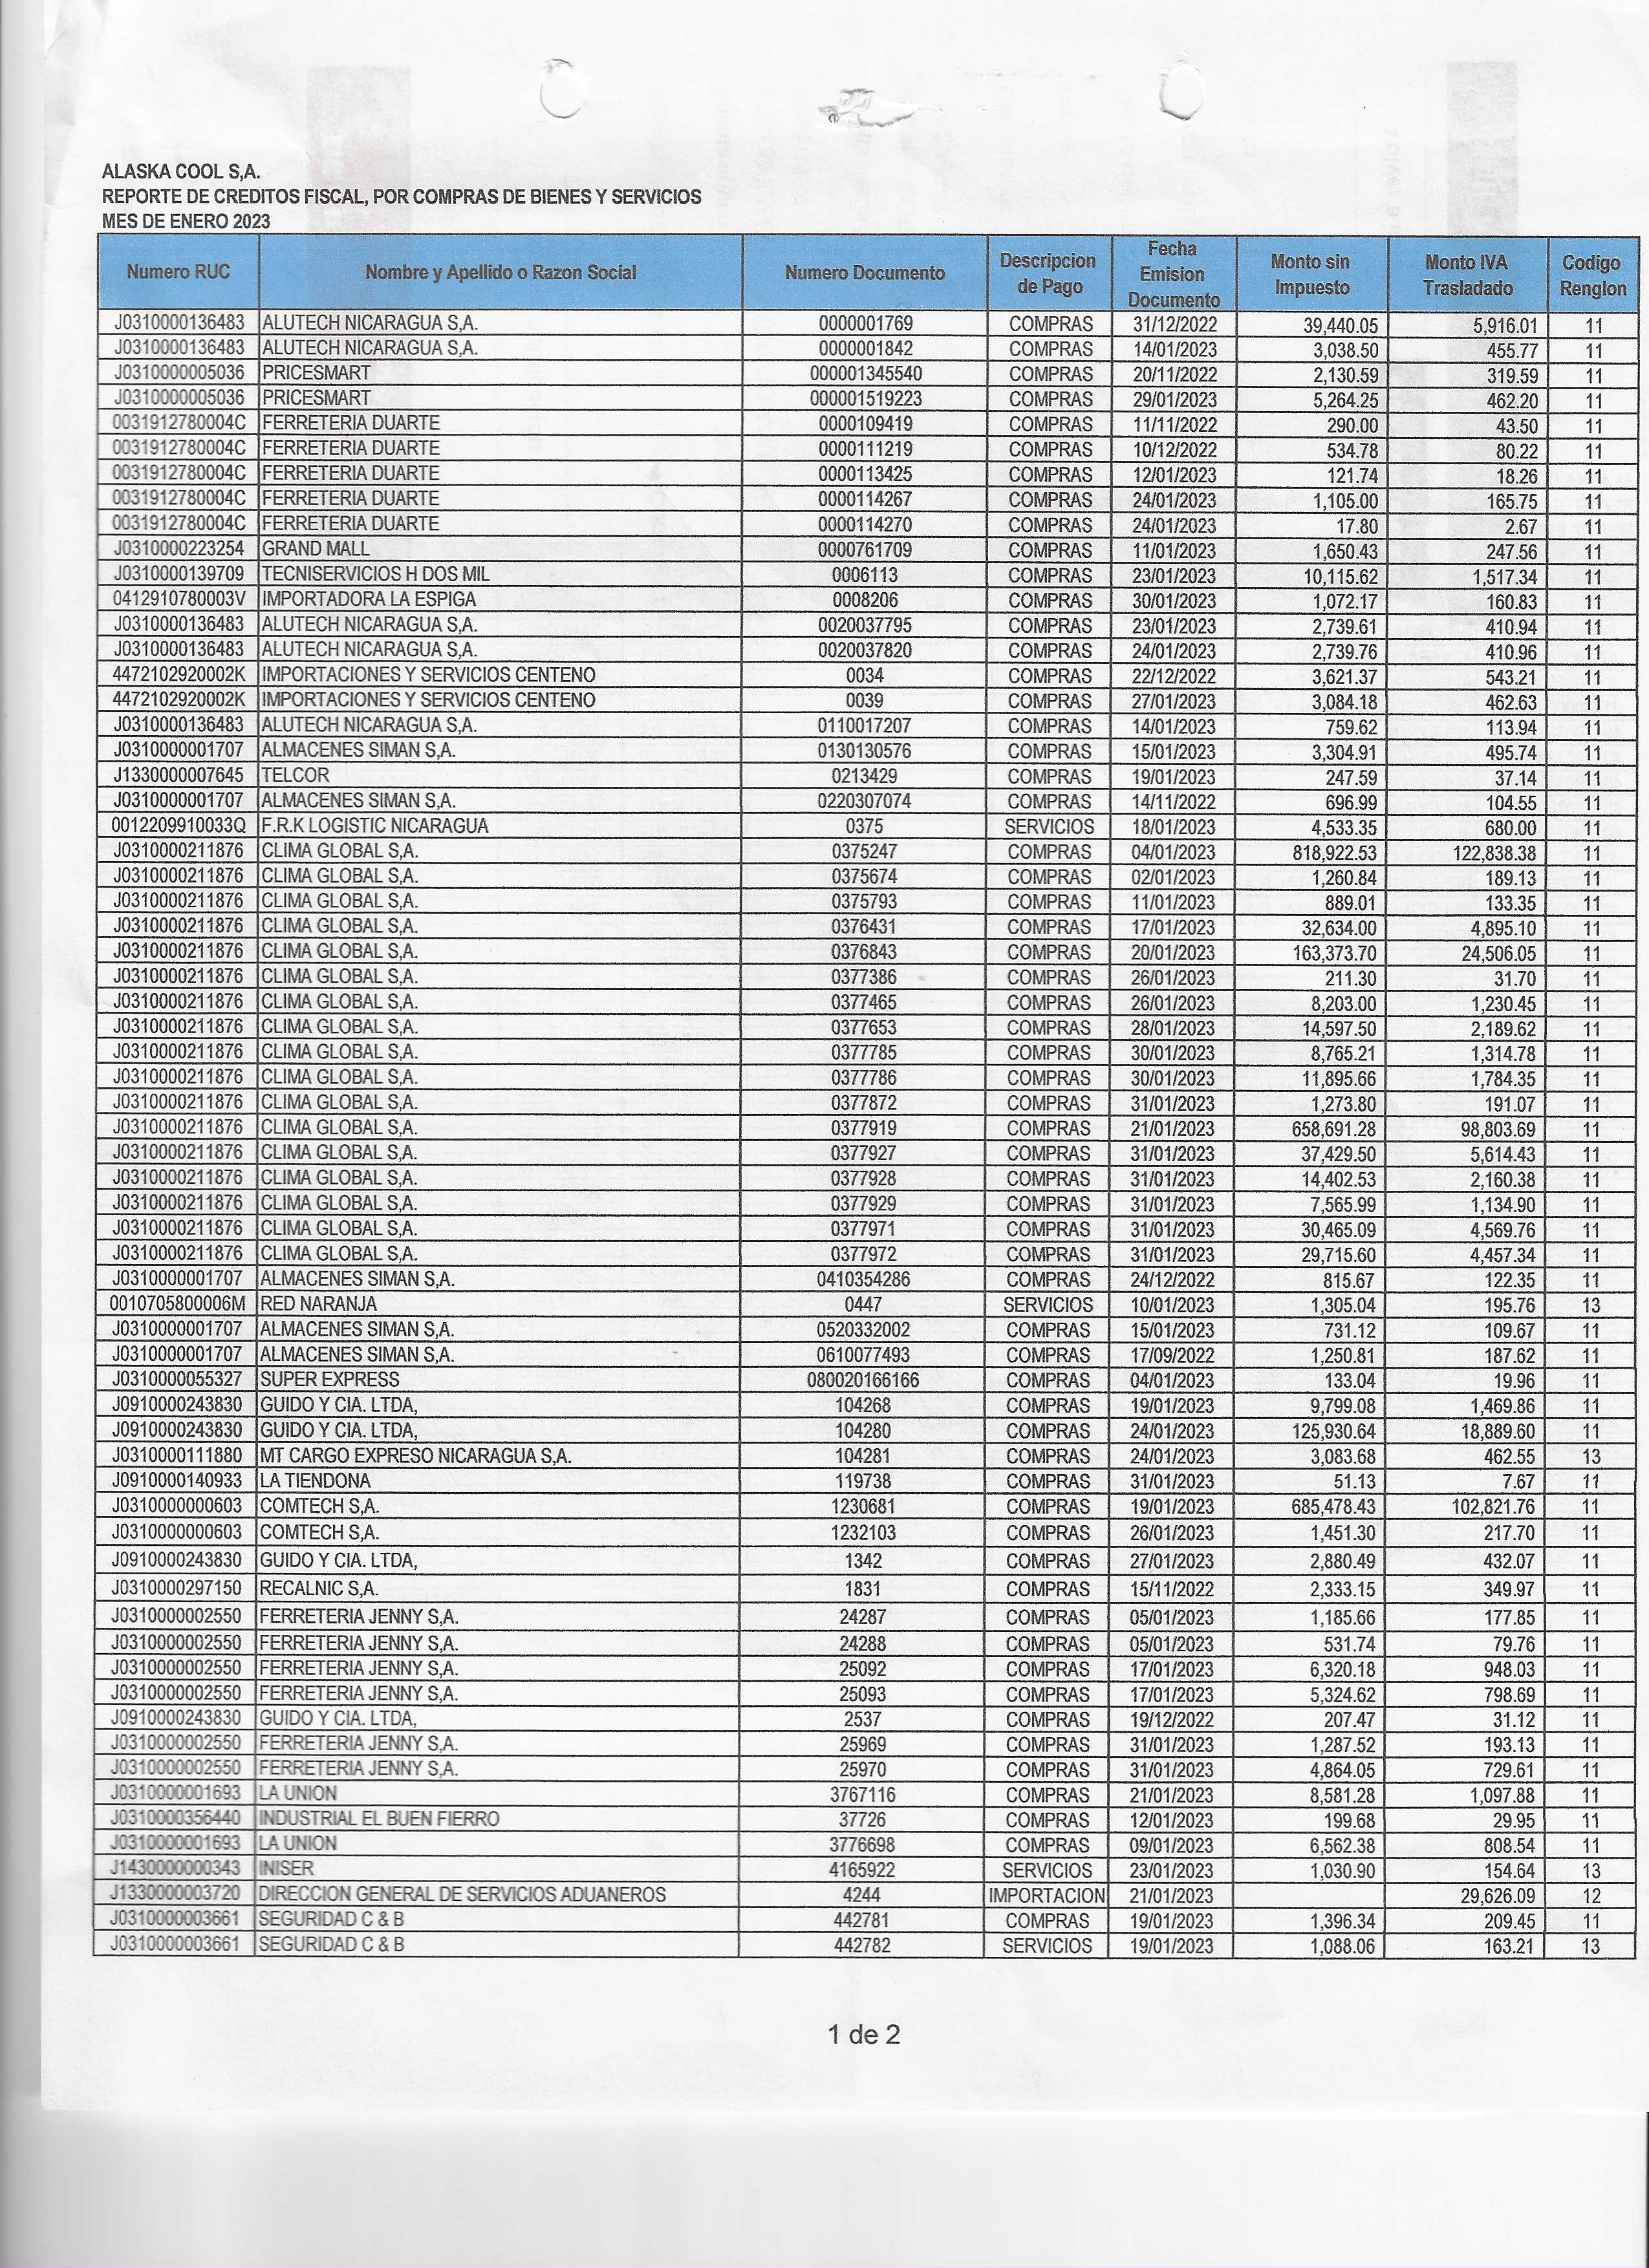 ALASKA COOL S,A.
REPORTE DE CREDITOS FISCAL, POR COMPRAS DE BIENES Y SERVICIOS
MES DE ENERO 2023
Numero RUC Nombre y Apellido o Razon Social Numero Documento Descripcion de Pago Fecha Emision Documento Monto sin Impuesto Monto IVA Trasladado Codigo Renglon
J0310000136483 ALUTECH NICARAGUA S,A. 0000001769 COMPRAS 31/12/2022 39,440.05 5,916.01 11
J0310000136483 ALUTECH NICARAGUA S,A. 0000001842 COMPRAS 14/01/2023 3,038.50 455.77 11
J0310000005036 PRICESMART 000001345540 COMPRAS 20/11/2022 2,130.59 319.59 11
J0310000005036 PRICESMART 000001519223 COMPRAS 29/01/2023 5,264.25 462.20 11
0031912780004C FERRETERIA DUARTE 0000109419 COMPRAS 11/11/2022 290.00 43.50 11
0031912780004C FERRETERIA DUARTE 0000111219 COMPRAS 10/12/2022 534.78 80.22 11
0031912780004C FERRETERIA DUARTE 0000113425 COMPRAS 12/01/2023 121.74 18.26 11
0031912780004C FERRETERIA DUARTE 0000114267 COMPRAS 24/01/2023 1,105.00 165.75 11
0031912780004C FERRETERIA DUARTE 0000114270 COMPRAS 24/01/2023 17.80 2.67 11
J0310000223254 GRAND MALL 0000761709 COMPRAS 11/01/2023 1,650.43 247.56 11
J0310000139709 TECNISERVICIOS H DOS MIL 0006113 COMPRAS 23/01/2023 10,115.62 1,517.34 11
0412910780003V IMPORTADORA LA ESPIGA 0008206 COMPRAS 30/01/2023 1,072.17 160.83 11
J0310000136483 ALUTECH NICARAGUA S,A. 0020037795 COMPRAS 23/01/2023 2,739.61 410.94 11
J0310000136483 ALUTECH NICARAGUA S,A. 0020037820 COMPRAS 24/01/2023 2,739.76 410.96 11
4472102920002K IMPORTACIONES Y SERVICIOS CENTENO 0034 COMPRAS 22/12/2022 3,621.37 543.21 11
4472102920002K IMPORTACIONES Y SERVICIOS CENTENO 0039 COMPRAS 27/01/2023 3,084.18 462.63 11
J0310000136483 ALUTECH NICARAGUA S,A. 0110017207 COMPRAS 14/01/2023 759.62 113.94 11
J0310000001707 ALMACENES SIMAN S,A. 0130130576 COMPRAS 15/01/2023 3,304.91 495.74 11
J1330000007645 TELCOR 0213429 COMPRAS 19/01/2023 247.59 37.14 11
J0310000001707 ALMACENES SIMAN S,A. 0220307074 COMPRAS 14/11/2022 696.99 104.55 11
0012209910033Q F.R.K LOGISTIC NICARAGUA 0375 SERVICIOS 18/01/2023 4,533.35 680.00 11
J0310000211876 CLIMA GLOBAL S,A. 0375247 COMPRAS 04/01/2023 818,922.53 122,838.38 11
J0310000211876 CLIMA GLOBAL S,A. 0375674 COMPRAS 02/01/2023 1,260.84 189.13 11
J0310000211876 CLIMA GLOBAL S,A. 0375793 COMPRAS 11/01/2023 889.01 133.35 11
J0310000211876 CLIMA GLOBAL S,A. 0376431 COMPRAS 17/01/2023 32,634.00 4,895.10 11
J0310000211876 CLIMA GLOBAL S,A. 0376843 COMPRAS 20/01/2023 163,373.70 24,506.05 11
J0310000211876 CLIMA GLOBAL S,A. 0377386 COMPRAS 26/01/2023 211.30 31.70 11
J0310000211876 CLIMA GLOBAL S,A. 0377465 COMPRAS 26/01/2023 8,203.00 1,230.45 11
J0310000211876 CLIMA GLOBAL S,A. 0377653 COMPRAS 28/01/2023 14,597.50 2,189.62 11
J0310000211876 CLIMA GLOBAL S,A. 0377785 COMPRAS 30/01/2023 8,765.21 1,314.78 11
J0310000211876 CLIMA GLOBAL S,A. 0377786 COMPRAS 30/01/2023 11,895.66 1,784.35 11
J0310000211876 CLIMA GLOBAL S,A. 0377872 COMPRAS 31/01/2023 1,273.80 191.07 11
J0310000211876 CLIMA GLOBAL S,A. 0377919 COMPRAS 21/01/2023 658,691.28 98,803.69 11
J0310000211876 CLIMA GLOBAL S,A. 0377927 COMPRAS 31/01/2023 37,429.50 5,614.43 11
J0310000211876 CLIMA GLOBAL S,A. 0377928 COMPRAS 31/01/2023 14,402.53 2,160.38 11
J0310000211876 CLIMA GLOBAL S,A. 0377929 COMPRAS 31/01/2023 7,565.99 1,134.90 11
J0310000211876 CLIMA GLOBAL S,A. 0377971 COMPRAS 31/01/2023 30,465.09 4,569.76 11
J0310000211876 CLIMA GLOBAL S,A. 0377972 COMPRAS 31/01/2023 29,715.60 4,457.34 11
J0310000001707 ALMACENES SIMAN S,A. 0410354286 COMPRAS 24/12/2022 815.67 122.35 11
0010705800006M RED NARANJA 0447 SERVICIOS 10/01/2023 1,305.04 195.76 13
J0310000001707 ALMACENES SIMAN S,A. 0520332002 COMPRAS 15/01/2023 731.12 109.67 11
J0310000001707 ALMACENES SIMAN S,A. 0610077493 COMPRAS 17/09/2022 1,250.81 187.62 11
J0310000055327 SUPER EXPRESS 080020166166 COMPRAS 04/01/2023 133.04 19.96 11
J0910000243830 GUIDO Y CIA. LTDA, 104268 COMPRAS 19/01/2023 9,799.08 1,469.86 11
J0910000243830 GUIDO Y CIA. LTDA, 104280 COMPRAS 24/01/2023 125,930.64 18,889.60 11
J0310000111880 MT CARGO EXPRESO NICARAGUA S,A. 104281 COMPRAS 24/01/2023 3,083.68 462.55 13
J0910000140933 LA TIENDONA 119738 COMPRAS 31/01/2023 51.13 7.67 11
J0310000000603 COMTECH S,A. 1230681 COMPRAS 19/01/2023 685,478.43 102,821.76 11
J0310000000603 COMTECH S,A. 1232103 COMPRAS 26/01/2023 1,451.30 217.70 11
J0910000243830 GUIDO Y CIA. LTDA, 1342 COMPRAS 27/01/2023 2,880.49 432.07 11
J0310000297150 RECALNIC S,A. 1831 COMPRAS 15/11/2022 2,333.15 349.97 11
J0310000002550 FERRETERIA JENNY S,A. 24287 COMPRAS 05/01/2023 1,185.66 177.85 11
J0310000002550 FERRETERIA JENNY S,A. 24288 COMPRAS 05/01/2023 531.74 79.76 11
J0310000002550 FERRETERIA JENNY S,A. 25092 COMPRAS 17/01/2023 6,320.18 948.03 11
J0310000002550 FERRETERIA JENNY S,A. 25093 COMPRAS 17/01/2023 5,324.62 798.69 11
J0910000243830 GUIDO Y CIA. LTDA, 2537 COMPRAS 19/12/2022 207.47 31.12 11
J0310000002550 FERRETERIA JENNY S,A. 25969 COMPRAS 31/01/2023 1,287.52 193.13 11
J0310000002550 FERRETERIA JENNY S,A. 25970 COMPRAS 31/01/2023 4,864.05 729.61 11
J0310000001693 LA UNION 3767116 COMPRAS 21/01/2023 8,581.28 1,097.88 11
J0310000356440 INDUSTRIAL EL BUEN FIERRO 37726 COMPRAS 12/01/2023 199.68 29.95 11
J0310000001693 LA UNION 3776698 COMPRAS 09/01/2023 6,562.38 808.54 11
J1430000000343 INISER 4165922 SERVICIOS 23/01/2023 1,030.90 154.64 13
J1330000003720 DIRECCION GENERAL DE SERVICIOS ADUANEROS 4244 IMPORTACION 21/01/2023 29,626.09 12
J0310000003661 SEGURIDAD C & B 442781 COMPRAS 19/01/2023 1,396.34 209.45 11
J0310000003661 SEGURIDAD C & B 442782 SERVICIOS 19/01/2023 1,088.06 163.21 13
1 de 2